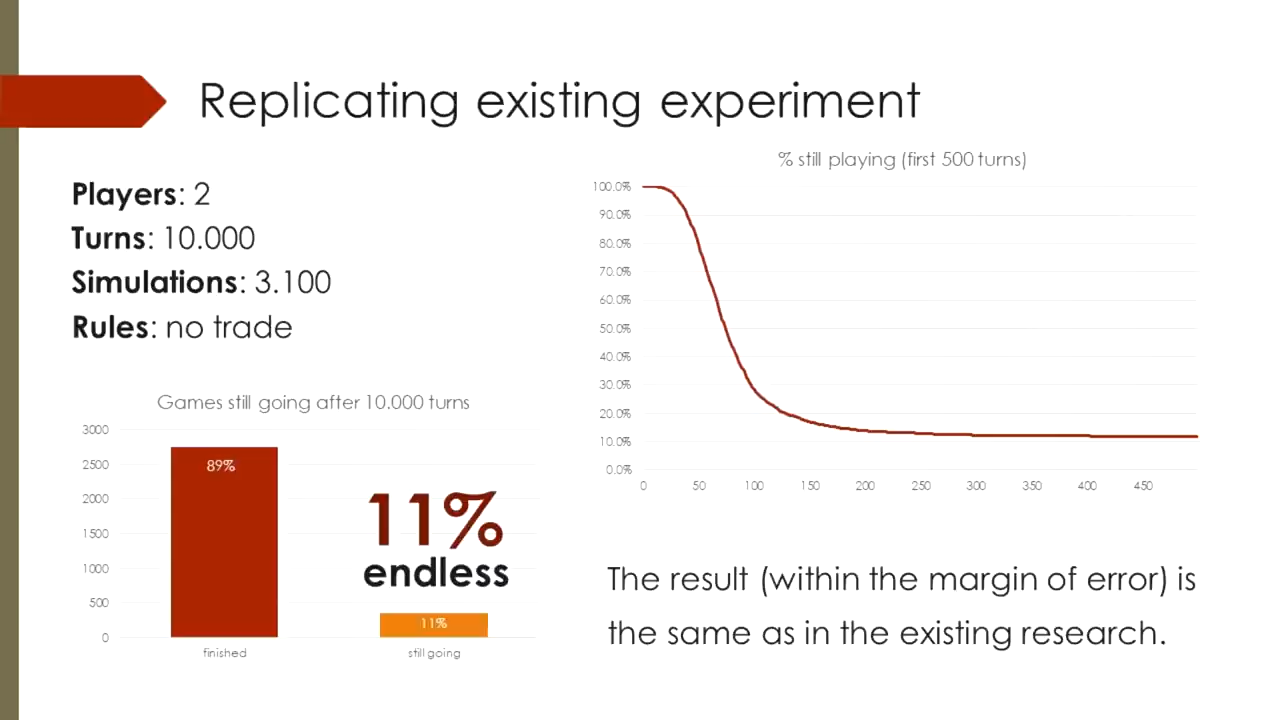 Replicating existing experiment
Players: 2
Turns: 10.000
Simulations: 3.100
Rules: no trade
Games still going after 10.000 turns
3000
2500
2000
1500
1000
500
0
89%
11%
endless
11%
finished
still going
% still playing (first 500 turns)
100.0%
90.0%
80.0%
70.0%
60.0%
50.0%
40.0%
30.0%
20.0%
10.0%
0.0%
0 50 100 150 200 250 300 350 400 450
The result (within the margin of error) is
the same as in the existing research.